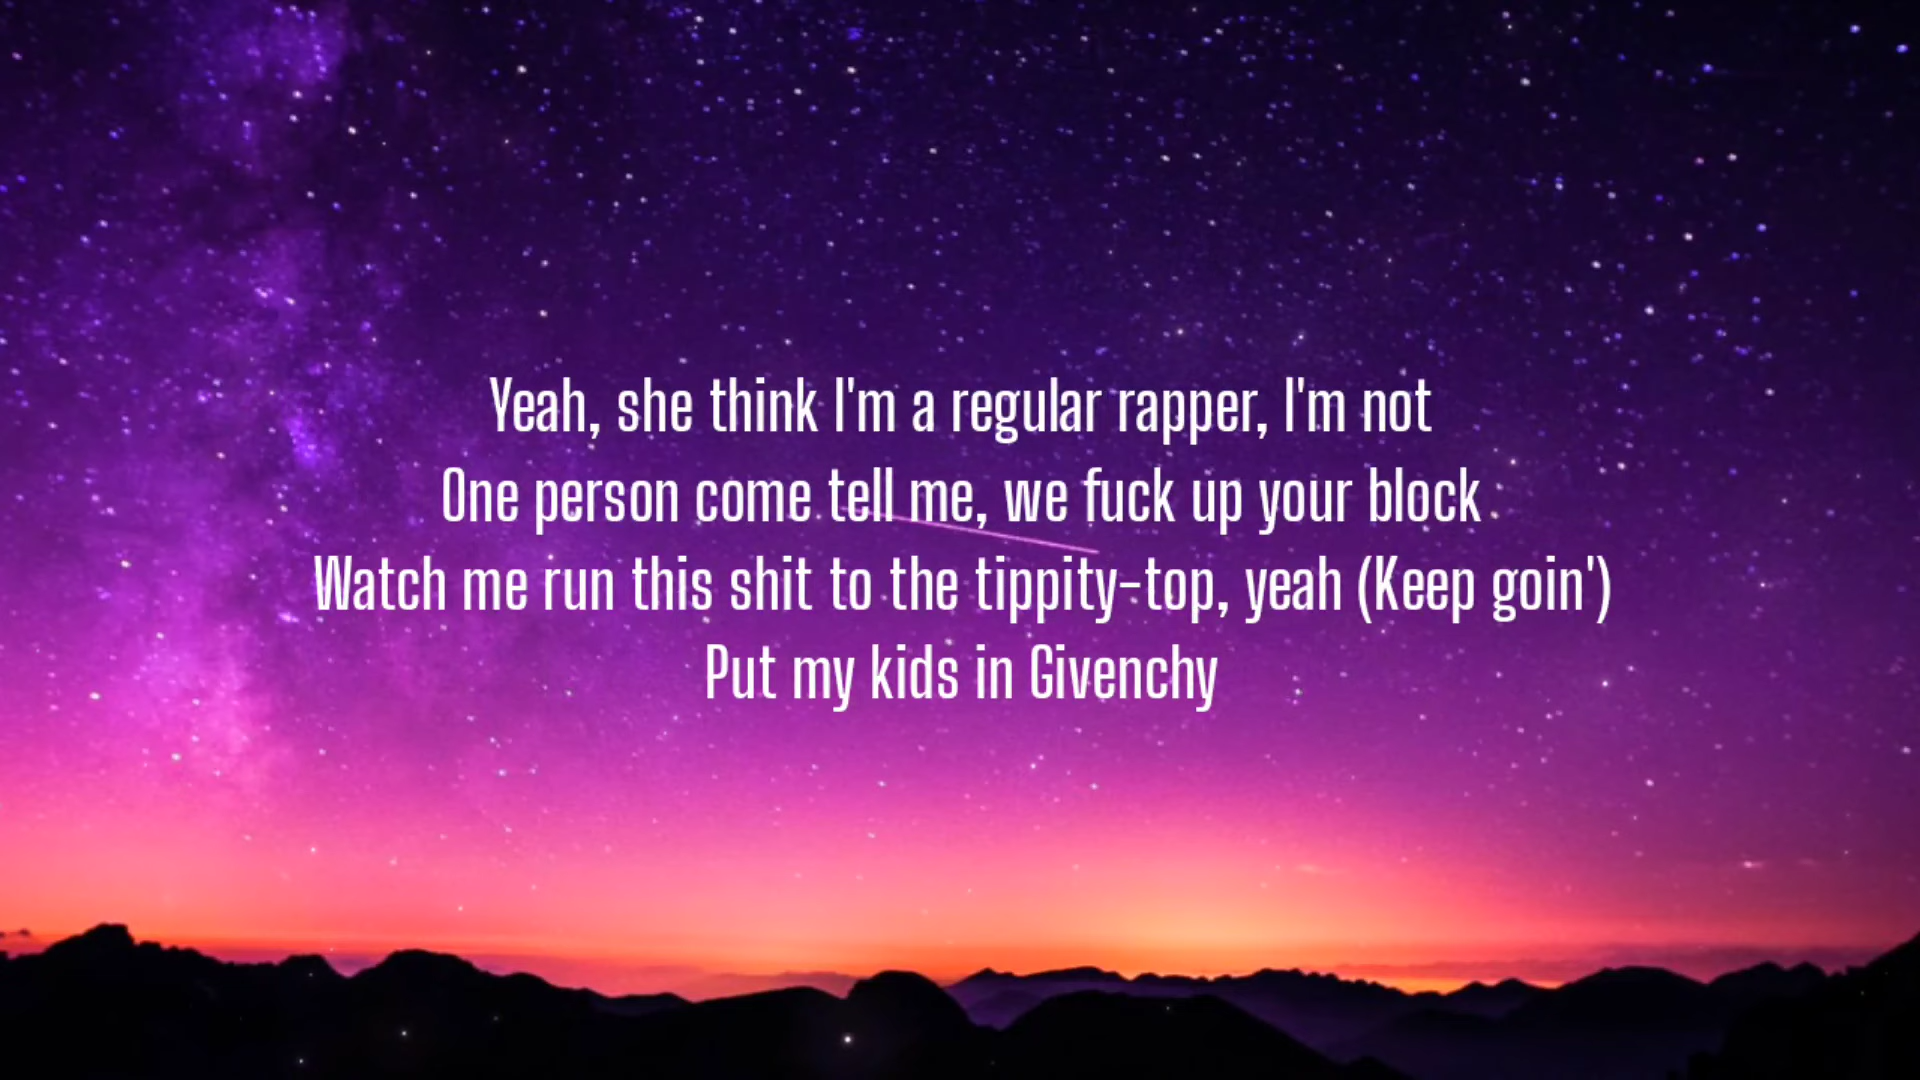 Yeah, she think I'm a regular rapper, I'm not
One person come tell me, we fuck up your block
Watch me run this shit to the tippity-top, yeah (Keep goin')
Put my kids in Givenchy